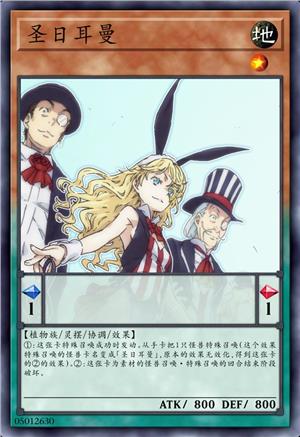 圣日耳曼
地
1
1
【植物族/灵摆/协调/效果】
①:这张卡特殊召唤成功时发动。从手卡把1只怪兽特殊召唤(这个效果
特殊召唤的怪兽卡名变成「圣日耳曼」,原本的效果无效化,得到这张卡
的②的效果)。②:这张卡为素材的怪兽召唤·特殊召唤的回合结束阶段
破坏。
ATK/ 800 DEF/ 800
05012630